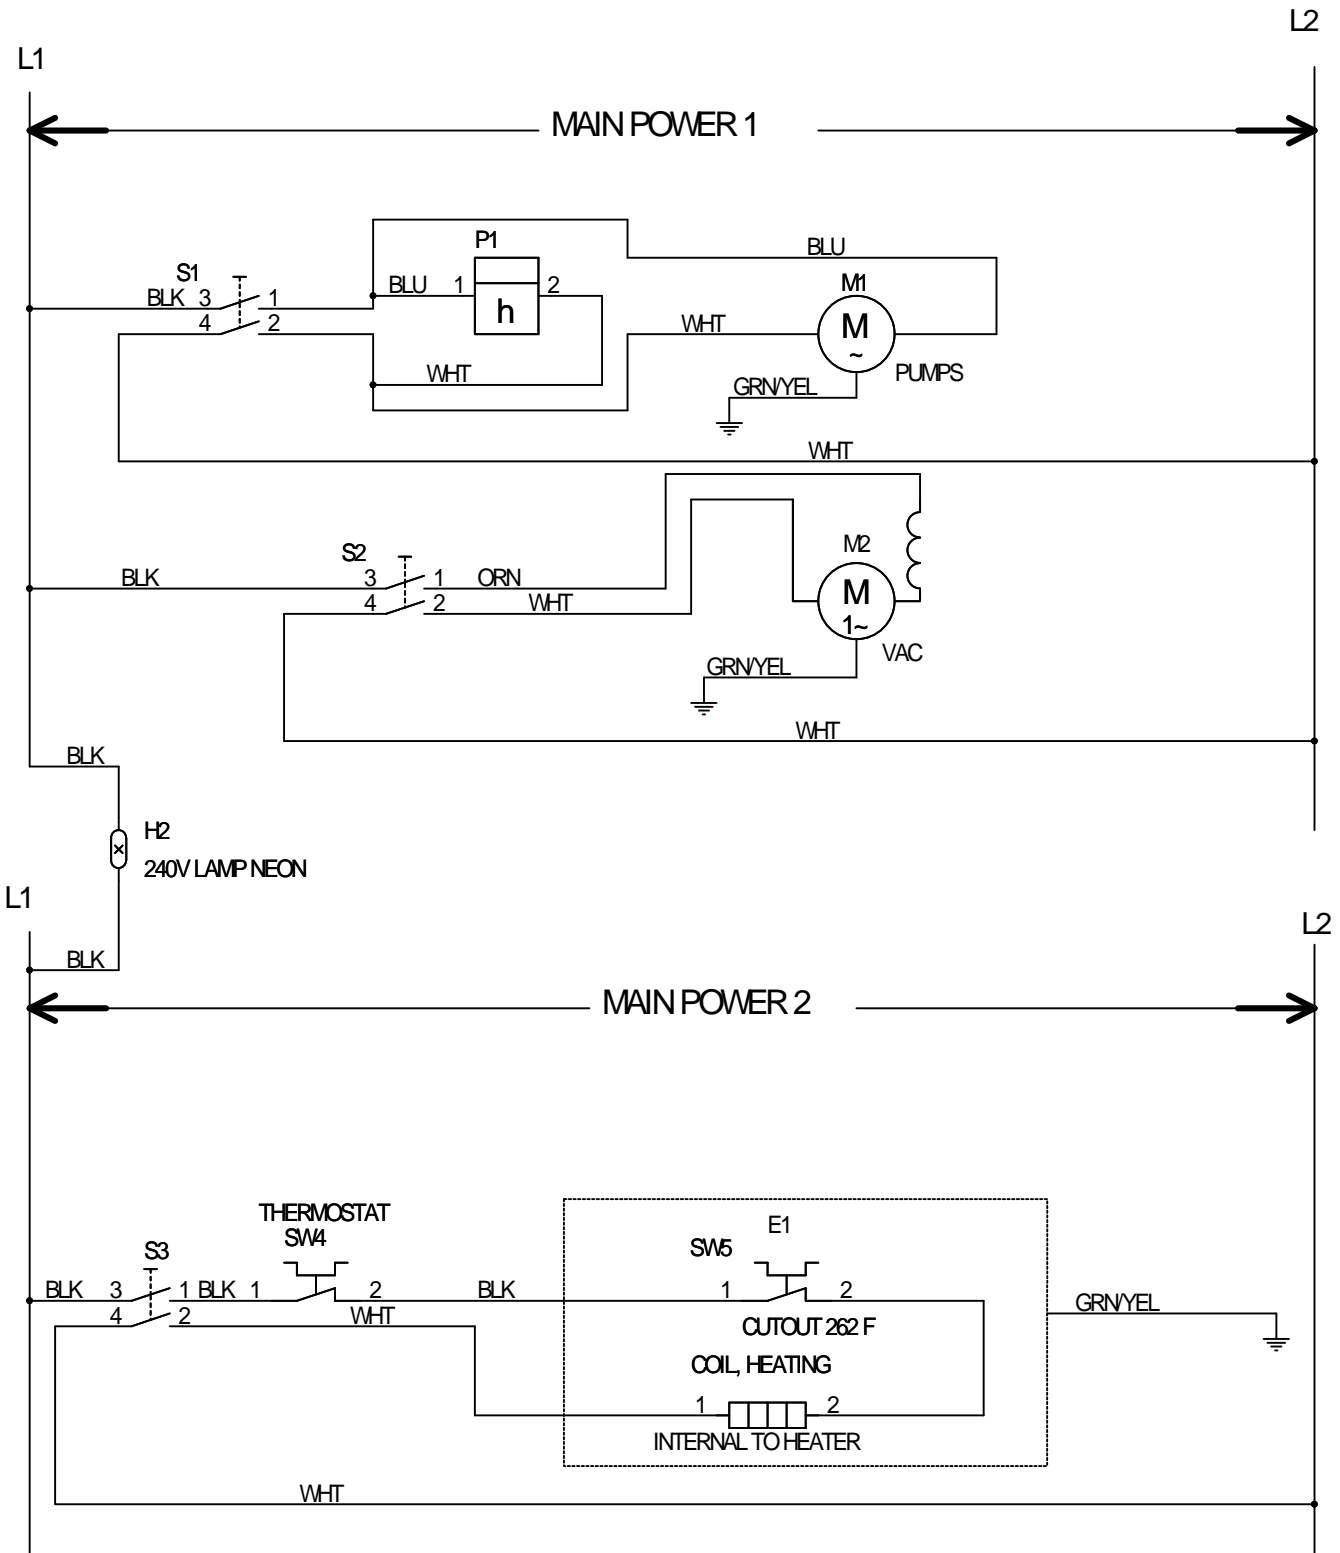 L2
L1
MAIN POWER 1
P1
BLU
S1
BLU 1 2
M1
BLK 3 1
h
4 2
WHT
M
~
PUMPS
WHT
GRN/YEL
WHT
M2
S2
BLK 3 1 ORN
4 2 WHT
M
1~
VAC
GRN/YEL
WHT
BLK
H2
240V LAMP NEON
L1
L2
BLK
MAIN POWER 2
THERMOSTAT
SW4
E1
S3
SW5
BLK 3 1 BLK 1 2 BLK 1 2
GRN/YEL
4 2 WHT
CUTOUT 262 F
COIL, HEATING
1 2
INTERNAL TO HEATER
WHT